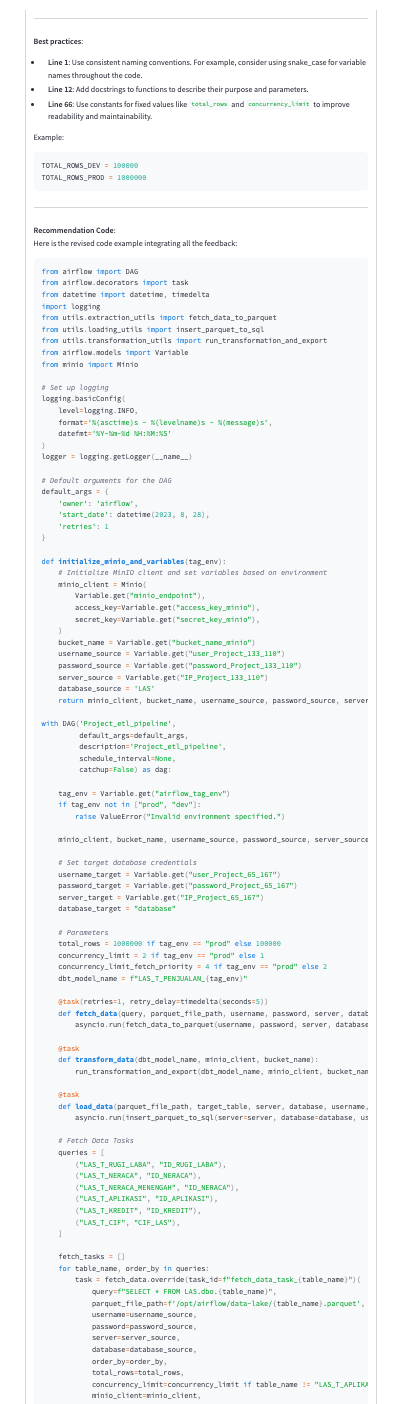 Best practices:
• Line 1: Use consistent naming conventions. For example, consider using snake_case for variable
names throughout the code.
• Line 12: Add docstrings to functions to describe their purpose and parameters.
• Line 66: Use constants for fixed values like total_rows and concurrency_limit to improve
readability and maintainability.
Example:
TOTAL_ROWS_DEV = 100000
TOTAL_ROWS_PROD = 1000000
Recommendation Code:
Here is the revised code example integrating all the feedback:
from airflow import DAG
from airflow.decorators import task
from datetime import datetime, timedelta
import logging
from utils.extraction_utils import fetch_data_to_parquet
from utils.loading_utils import insert_parquet_to_sql
from utils.transformation_utils import run_transformation_and_export
from airflow.models import Variable
from minio import Minio
# Set up logging
logging.basicConfig(
    level=logging.INFO,
    format='%(asctime)s - %(levelname)s - %(message)s',
    datefmt='%Y-%m-%d %H:%M:%S'
)
logger = logging.getLogger(__name__)
# Default arguments for the DAG
default_args = {
    'owner': 'airflow',
    'start_date': datetime(2023, 8, 28),
    'retries': 1
}
def initialize_minio_and_variables(tag_env):
    # Initialize MinIO client and set variables based on environment
    minio_client = Minio(
        Variable.get("minio_endpoint"),
        access_key=Variable.get("access_key_minio"),
        secret_key=Variable.get("secret_key_minio"),
    )
    bucket_name = Variable.get("bucket_name_minio")
    username_source = Variable.get("user_Project_133_110")
    password_source = Variable.get("password_Project_133_110")
    server_source = Variable.get("IP_Project_133_110")
    database_source = 'LAS'
    return minio_client, bucket_name, username_source, password_source, server
with DAG('Project_etl_pipeline',
         default_args=default_args,
         description='Project_etl_pipeline',
         schedule_interval=None,
         catchup=False) as dag:
    tag_env = Variable.get("airflow_tag_env")
    if tag_env not in ["prod", "dev"]:
        raise ValueError("Invalid environment specified.")
    minio_client, bucket_name, username_source, password_source, server_source
    # Set target database credentials
    username_target = Variable.get("user_Project_65_167")
    password_target = Variable.get("password_Project_65_167")
    server_target = Variable.get("IP_Project_65_167")
    database_target = "database"
    # Parameters
    total_rows = 1000000 if tag_env == "prod" else 100000
    concurrency_limit = 2 if tag_env == "prod" else 1
    concurrency_limit_fetch_priority = 4 if tag_env == "prod" else 2
    dbt_model_name = f"LAS_T_PENJUALAN_{tag_env}"
    @task(retries=1, retry_delay=timedelta(seconds=5))
    def fetch_data(query, parquet_file_path, username, password, server, datab
        asyncio.run(fetch_data_to_parquet(username, password, server, database
    @task
    def transform_data(dbt_model_name, minio_client, bucket_name):
        run_transformation_and_export(dbt_model_name, minio_client, bucket_nam
    @task
    def load_data(parquet_file_path, target_table, server, database, username,
        asyncio.run(insert_parquet_to_sql(server=server, database=database, us
    # Fetch Data Tasks
    queries = [
        ("LAS_T_RUGI_LABA", "ID_RUGI_LABA"),
        ("LAS_T_NERACA", "ID_NERACA"),
        ("LAS_T_NERACA_MENENGAH", "ID_NERACA"),
        ("LAS_T_APLIKASI", "ID_APLIKASI"),
        ("LAS_T_KREDIT", "ID_KREDIT"),
        ("LAS_T_CIF", "CIF_LAS"),
    ]
    fetch_tasks = []
    for table_name, order_by in queries:
        task = fetch_data.override(task_id=f"fetch_data_task_{table_name}")(
            query=f"SELECT * FROM LAS.dbo.{table_name}",
            parquet_file_path=f'/opt/airflow/data-lake/{table_name}.parquet',
            username=username_source,
            password=password_source,
            server=server_source,
            database=database_source,
            order_by=order_by,
            total_rows=total_rows,
            concurrency_limit=concurrency_limit if table_name != "LAS_T_APLIKA
            minio_client=minio_client,